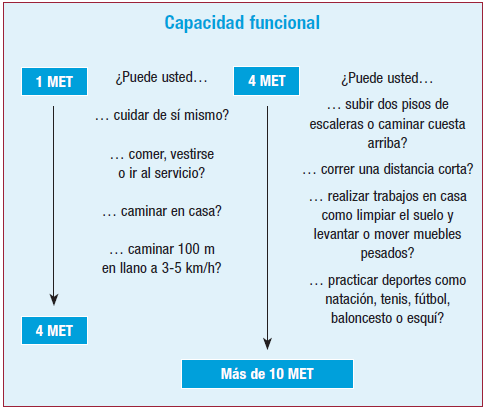 Capacidad funcional
1 MET
¿Puede usted…
… cuidar de sí mismo?
… comer, vestirse
o ir al servicio?
… caminar en casa?
… caminar 100 m
en llano a 3-5 km/h?
4 MET
4 MET
¿Puede usted…
… subir dos pisos de
escaleras o caminar cuesta
arriba?
… correr una distancia corta?
… realizar trabajos en casa
como limpiar el suelo y
levantar o mover muebles
pesados?
… practicar deportes como
natación, tenis, fútbol,
baloncesto o esquí?
Más de 10 MET